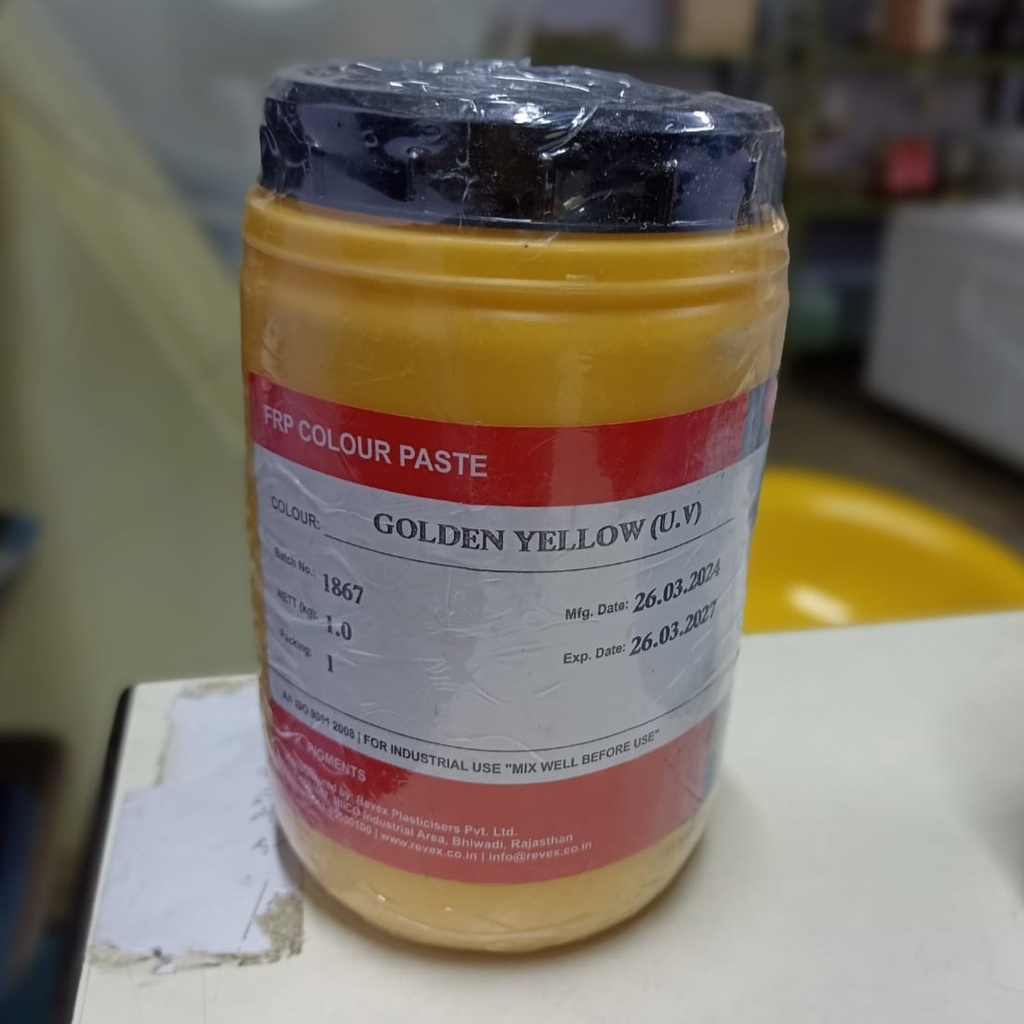 FRP COLOUR PASTE
COLOUR: GOLDEN YELLOW (U.V)
Batch No.: 1867
Mfg. Date: 26.03.2024
NETT (kg): 1.0
Exp. Date: 26.03.2027
Packing: 1
AN ISO 9001 2008 | FOR INDUSTRIAL USE "MIX WELL BEFORE USE"
by: Revex Plasticisers Pvt. Ltd.
RIICO Industrial Area, Bhiwadi, Rajasthan
| www.revex.co.in | info@revex.co.in